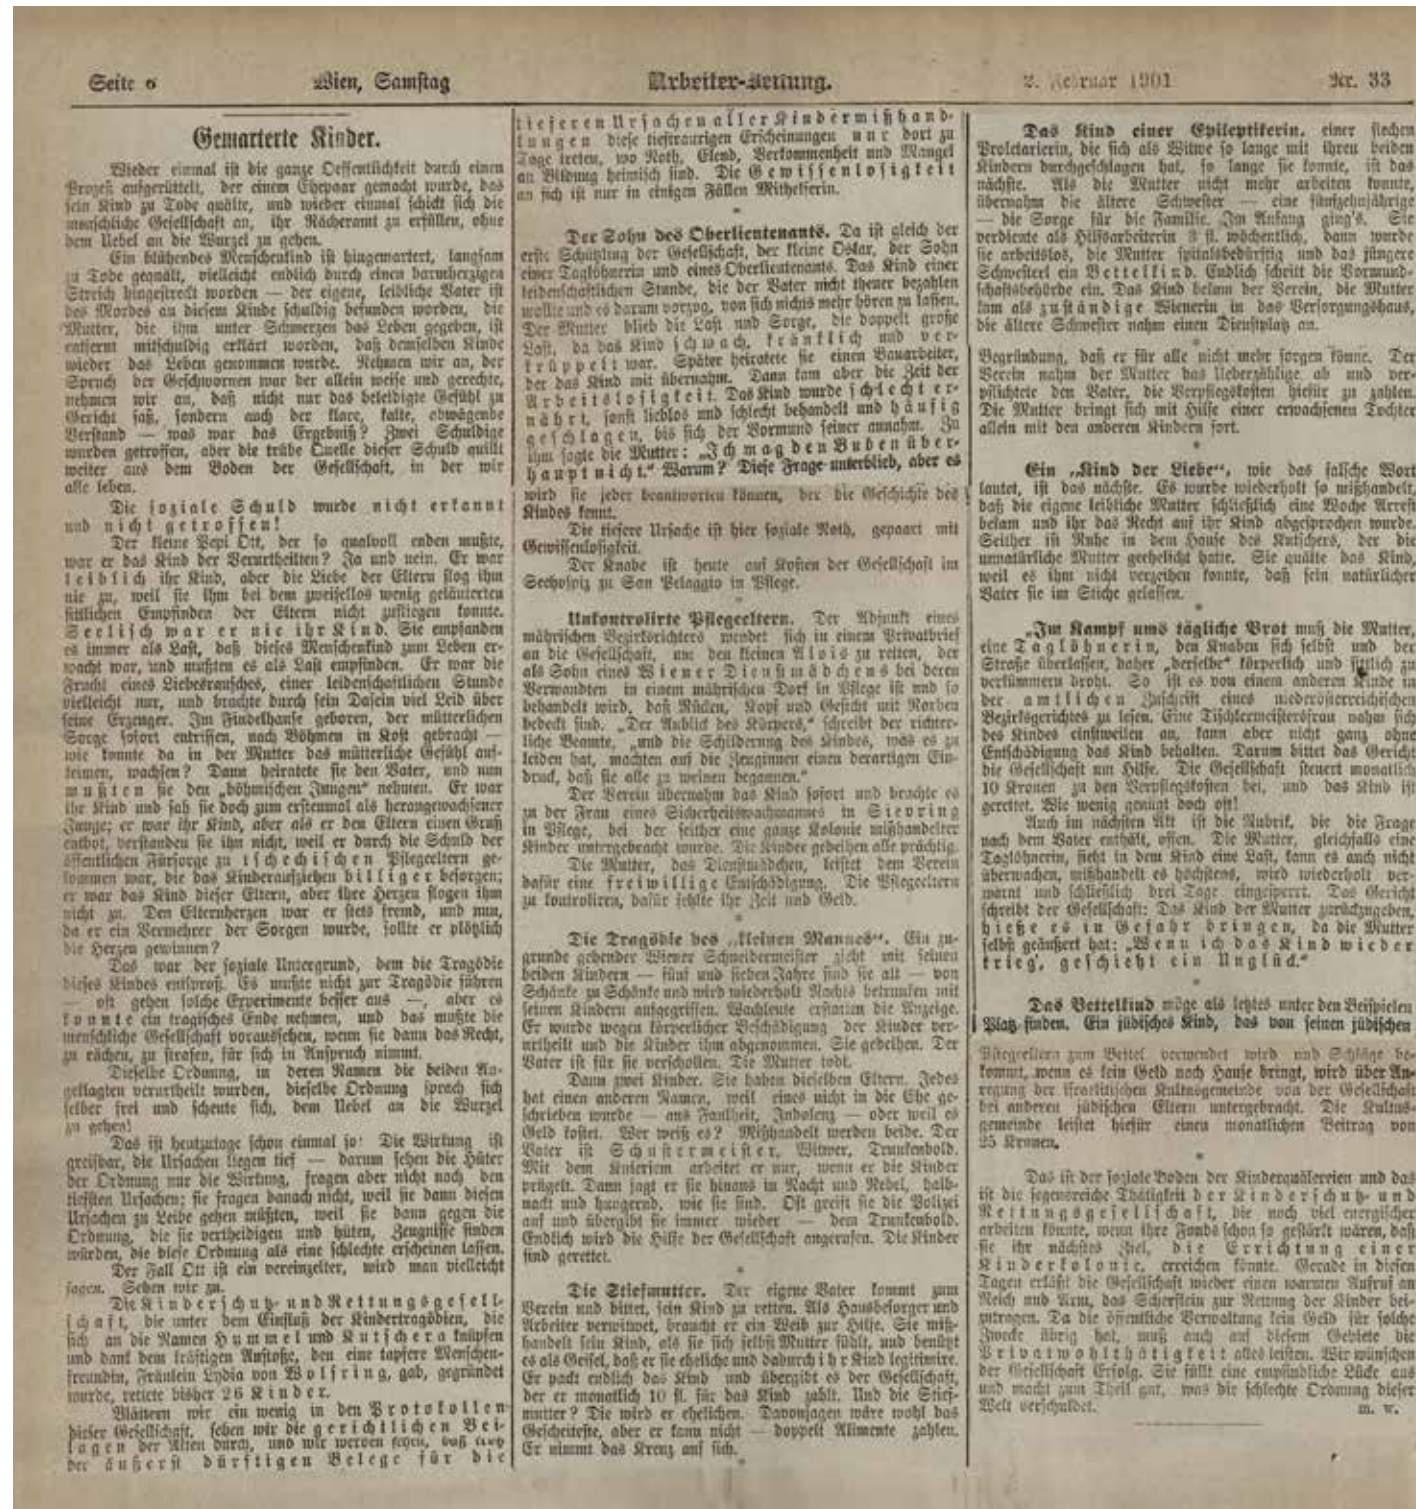 Seite 6 Wien, Samstag Arbeiter-Zeitung. 2. Februar 1901 Nr. 33
Gemarterte Kinder.
Wieder einmal ist die ganze Oeffentlichkeit durch einen
Prozeß aufgerüttelt, der einem Ehepaar gemacht wurde, das
sein Kind zu Tode quälte, und wieder einmal schickt sich die
menschliche Gesellschaft an, ihr Rächeramt zu erfüllen, ohne
dem Uebel an die Wurzel zu gehen.
Ein blühendes Menschenkind ist hingemartert, langsam
zu Tode gequält, vielleicht endlich durch einen barmherzigen
Streich hingestreckt worden — der eigene, leibliche Vater ist
des Mordes an diesem Kinde schuldig befunden worden, die
Mutter, die ihm unter Schmerzen das Leben gegeben, ist
entfernt mitschuldig erklärt worden, daß demselben Kinde
wieder das Leben genommen wurde. Nehmen wir an, der
Spruch der Geschwornen war der allein weise und gerechte,
nehmen wir an, daß nicht nur das beleidigte Gefühl zu
Gericht saß, sondern auch der klare, kalte, abwägende
Verstand — was war das Ergebniß? Zwei Schuldige
wurden getroffen, aber die trübe Quelle dieser Schuld quillt
weiter aus dem Boden der Gesellschaft, in der wir
alle leben.
Die soziale Schuld wurde nicht erkannt
und nicht getroffen!
Der kleine Pepi Ott, der so qualvoll enden mußte,
war er das Kind der Verurtheilten? Ja und nein. Er war
leiblich ihr Kind, aber die Liebe der Eltern flog ihm
nie zu, weil sie ihm bei dem zweifellos wenig geläuterten
sittlichen Empfinden der Eltern nicht zufliegen konnte.
Seelisch war er nie ihr Kind. Sie empfanden
es immer als Last, daß dieses Menschenkind zum Leben er-
wacht war, und mußten es als Last empfinden. Er war die
Frucht eines Liebesrausches, einer leidenschaftlichen Stunde
vielleicht nur, und brachte durch sein Dasein viel Leid über
seine Erzeuger. Im Findelhause geboren, der mütterlichen
Sorge sofort entrissen, nach Böhmen in Kost gebracht —
wie konnte da in der Mutter das mütterliche Gefühl auf-
keimen, wachsen? Dann heiratete sie den Vater, und nun
mußten sie den „böhmischen Jungen“ nehmen. Er war
ihr Kind und sah sie doch zum erstenmal als herangewachsener
Junge; er war ihr Kind, aber als er den Eltern einen Gruß
entbot, verstanden sie ihn nicht, weil er durch die Schuld der
öffentlichen Fürsorge zu tschechischen Pflegeeltern ge-
kommen war, die das Kinderaufziehen billiger besorgen;
er war das Kind dieser Eltern, aber ihre Herzen flogen ihm
nicht zu. Den Elternherzen war er stets fremd, und nun,
da er ein Vermehrer der Sorgen wurde, sollte er plötzlich
die Herzen gewinnen?
Das war der soziale Untergrund, dem die Tragödie
dieses Kindes entsproß. Es mußte nicht zur Tragödie führen
— oft gehen solche Experimente besser aus —, aber es
konnte ein tragisches Ende nehmen, und das mußte die
menschliche Gesellschaft voraussehen, wenn sie dann das Recht,
zu rächen, zu strafen, für sich in Anspruch nimmt.
Dieselbe Ordnung, in deren Namen die beiden An-
geklagten verurtheilt wurden, dieselbe Ordnung sprach sich
selber frei und scheute sich, dem Uebel an die Wurzel
zu gehen!
Das ist heutzutage schon einmal so: Die Wirkung ist
greifbar, die Ursachen liegen tief — darum sehen die Hüter
der Ordnung nur die Wirkung, fragen aber nicht nach den
tiefsten Ursachen; sie fragen danach nicht, weil sie dann diesen
Ursachen zu Leibe gehen müßten, weil sie dann gegen die
Ordnung, die sie vertheidigen und hüten, Zeugnisse finden
würden, die diese Ordnung als eine schlechte erscheinen lassen.
Der Fall Ott ist ein vereinzelter, wird man vielleicht
sagen. Sehen wir zu.
Die Kinderschutz- und Rettungsgesell-
schaft, die unter dem Einfluß der Kindertragödien, die
sich an die Namen Hummel und Kutschera knüpfen
und dank dem kräftigen Anstoße, den eine tapfere Menschen-
freundin, Fräulein Lydia von Wolfring, gab, gegründet
wurde, rettete bisher 26 Kinder.
Blättern wir ein wenig in den Protokollen
dieser Gesellschaft, sehen wir die gerichtlichen Bei-
lagen der Akten durch, und wir werden sehen, daß trotz
der äußerst dürftigen Belege für die
tieferen Ursachen aller Kindermißhand-
lungen diese tieftraurigen Erscheinungen nur dort zu
Tage treten, wo Noth, Elend, Verkommenheit und Mangel
an Bildung heimisch sind. Die Gewissenlosigkeit
an sich ist nur in einigen Fällen Mithelferin.
*
Der Sohn des Oberlieutenants. Da ist gleich der
erste Schützling der Gesellschaft, der kleine Oskar, der Sohn
einer Taglöhnerin und eines Oberlieutenants. Das Kind einer
leidenschaftlichen Stunde, die der Vater nicht theuer bezahlen
wollte und es darum vorzog, von sich nichts mehr hören zu lassen.
Der Mutter blieb die Last und Sorge, die doppelt große
Last, da das Kind schwach, kränklich und ver-
krüppelt war. Später heiratete sie einen Bauarbeiter,
der das Kind mit übernahm. Dann kam aber die Zeit der
Arbeitslosigkeit. Das Kind wurde schlecht er-
nährt, sonst lieblos und schlecht behandelt und häufig
geschlagen, bis sich der Vormund seiner annahm. Zu
ihm sagte die Mutter: „Ich mag den Buben über-
haupt nicht.“ Warum? Diese Frage unterblieb, aber es
wird sie jeder beantworten können, der die Geschichte des
Kindes kennt.
Die tiefere Ursache ist hier soziale Noth, gepaart mit
Gewissenlosigkeit.
Der Knabe ist heute auf Kosten der Gesellschaft im
Seehospiz zu San Pelaggio in Pflege.
*
Unkontrolirte Pflegeeltern. Der Adjunkt eines
mährischen Bezirksrichters wendet sich in einem Privatbrief
an die Gesellschaft, um den kleinen Alois zu retten, der
als Sohn eines Wiener Dienstmädchens bei deren
Verwandten in einem mährischen Dorf in Pflege ist und so
behandelt wird, daß Rücken, Kopf und Gesicht mit Narben
bedeckt sind. „Der Anblick des Körpers,“ schreibt der richter-
liche Beamte, „und die Schilderung des Kindes, was es zu
leiden hat, machten auf die Zeuginnen einen derartigen Ein-
druck, daß sie alle zu weinen begannen.“
Der Verein übernahm das Kind sofort und brachte es
zu der Frau eines Sicherheitswachmannes in Sievring
in Pflege, bei der seither eine ganze Kolonie mißhandelter
Kinder untergebracht wurde. Die Kinder gedeihen alle prächtig.
Die Mutter, das Dienstmädchen, leistet dem Verein
dafür eine freiwillige Entschädigung. Die Pflegeeltern
zu kontroliren, dafür fehlte ihr Zeit und Geld.
*
Die Tragödie des „kleinen Mannes“. Ein zu-
grunde gehender Wiener Schneidermeister zieht mit seinen
beiden Kindern — fünf und sieben Jahre sind sie alt — von
Schänke zu Schänke und wird wiederholt Nachts betrunken mit
seinen Kindern aufgegriffen. Wachleute erstatten die Anzeige.
Er wurde wegen körperlicher Beschädigung der Kinder ver-
urtheilt und die Kinder ihm abgenommen. Sie gedeihen. Der
Vater ist für sie verschollen. Die Mutter todt.
Dann zwei Kinder. Sie haben dieselben Eltern. Jedes
hat einen anderen Namen, weil eines nicht in die Ehe ge-
schrieben wurde — aus Faulheit, Indolenz — oder weil es
Geld kostet. Wer weiß es? Mißhandelt werden beide. Der
Vater ist Schustermeister, Witwer, Trunkenbold.
Mit dem Knieriem arbeitet er nur, wenn er die Kinder
prügelt. Dann jagt er sie hinaus in Nacht und Nebel, halb-
nackt und hungernd, wie sie sind. Oft greift sie die Polizei
auf und übergibt sie immer wieder — dem Trunkenbold.
Endlich wird die Hilfe der Gesellschaft angerufen. Die Kinder
sind gerettet.
*
Die Stiefmutter. Der eigene Vater kommt zum
Verein und bittet, sein Kind zu retten. Als Hausbesorger und
Arbeiter verwitwet, braucht er ein Weib zur Hilfe. Sie miß-
handelt sein Kind, als sie sich selbst Mutter fühlt, und benützt
es als Geisel, daß er sie eheliche und dadurch ihr Kind legitimire.
Er packt endlich das Kind und übergibt es der Gesellschaft,
der er monatlich 10 fl. für das Kind zahlt. Und die Stief-
mutter? Die wird er ehelichen. Davonjagen wäre wohl das
Gescheiteste, aber er kann nicht — doppelt Alimente zahlen.
Er nimmt das Kreuz auf sich.
*
Das Kind einer Epileptikerin, einer siechen
Proletarierin, die sich als Witwe so lange mit ihren beiden
Kindern durchgeschlagen hat, so lange sie konnte, ist das
nächste. Als die Mutter nicht mehr arbeiten konnte,
übernahm die ältere Schwester — eine fünfzehnjährige
— die Sorge für die Familie. Im Anfang ging's. Sie
verdiente als Hilfsarbeiterin 3 fl. wöchentlich, dann wurde
sie arbeitslos, die Mutter spitalsbedürftig und das jüngere
Schwesterl ein Bettelkind. Endlich schritt die Vormund-
schaftsbehörde ein. Das Kind bekam der Verein, die Mutter
kam als zuständige Wienerin in das Versorgungshaus,
die ältere Schwester nahm einen Dienstplatz an.
Begründung, daß er für alle nicht mehr sorgen könne. Der
Verein nahm der Mutter das Ueberzählige ab und ver-
pflichtete den Vater, die Verpflegskosten hiefür zu zahlen.
Die Mutter bringt sich mit Hilfe einer erwachsenen Tochter
allein mit den anderen Kindern fort.
*
Ein „Kind der Liebe“, wie das falsche Wort
lautet, ist das nächste. Es wurde wiederholt so mißhandelt,
daß die eigene leibliche Mutter schließlich eine Woche Arrest
bekam und ihr das Recht auf ihr Kind abgesprochen wurde.
Seither ist Ruhe in dem Hause des Kutschers, der die
unnatürliche Mutter geehelicht hatte. Sie quälte das Kind,
weil es ihm nicht verzeihen konnte, daß sein natürlicher
Vater sie im Stiche gelassen.
*
„Im Kampf ums tägliche Brot muß die Mutter,
eine Taglöhnerin, den Knaben sich selbst und der
Straße überlassen, daher „derselbe“ körperlich und sittlich zu
verkümmern droht. So ist es von einem anderen Kinde in
der amtlichen Zuschrift eines niederösterreichischen
Bezirksgerichtes zu lesen. Eine Tischlermeistersfrau nahm sich
des Kindes einstweilen an, kann aber nicht ganz ohne
Entschädigung das Kind behalten. Darum bittet das Gericht
die Gesellschaft um Hilfe. Die Gesellschaft steuert monatlich
10 Kronen zu den Verpflegskosten bei, und das Kind ist
gerettet. Wie wenig genügt doch oft!
Auch im nächsten Akt ist die Rubrik, die die Frage
nach dem Vater enthält, offen. Die Mutter, gleichfalls eine
Taglöhnerin, sieht in dem Kind eine Last, kann es auch nicht
überwachen, mißhandelt es höchstens, wird wiederholt ver-
warnt und schließlich drei Tage eingesperrt. Das Gericht
schreibt der Gesellschaft: Das Kind der Mutter zurückzugeben,
hieße es in Gefahr bringen, da die Mutter
selbst geäußert hat: „Wenn ich das Kind wieder
krieg', geschieht ein Unglück.“
*
Das Bettelkind möge als letztes unter den Beispielen
Platz finden. Ein jüdisches Kind, das von seinen jüdischen
Pflegeeltern zum Bettel verwendet wird und Schläge be-
kommt, wenn es kein Geld nach Hause bringt, wird über An-
regung der israelitischen Kultusgemeinde von der Gesellschaft
bei anderen jüdischen Eltern untergebracht. Die Kultus-
gemeinde leistet hiefür einen monatlichen Beitrag von
25 Kronen.
*
Das ist der soziale Boden der Kinderquälereien und das
ist die segensreiche Thätigkeit der Kinderschutz- und
Rettungsgesellschaft, die noch viel energischer
arbeiten könnte, wenn ihre Fonds schon so gestärkt wären, daß
sie ihr nächstes Ziel, die Errichtung einer
Kinderkolonie, erreichen könnte. Gerade in diesen
Tagen erläßt die Gesellschaft wieder einen warmen Aufruf an
Reich und Arm, das Scherflein zur Rettung der Kinder bei-
zutragen. Da die öffentliche Verwaltung kein Geld für solche
Zwecke übrig hat, muß auch auf diesem Gebiete die
Privatwohlthätigkeit alles leisten. Wir wünschen
der Gesellschaft Erfolg. Sie füllt eine empfindliche Lücke aus
und macht zum Theil gut, was die schlechte Ordnung dieser
Welt verschuldet. m. w.